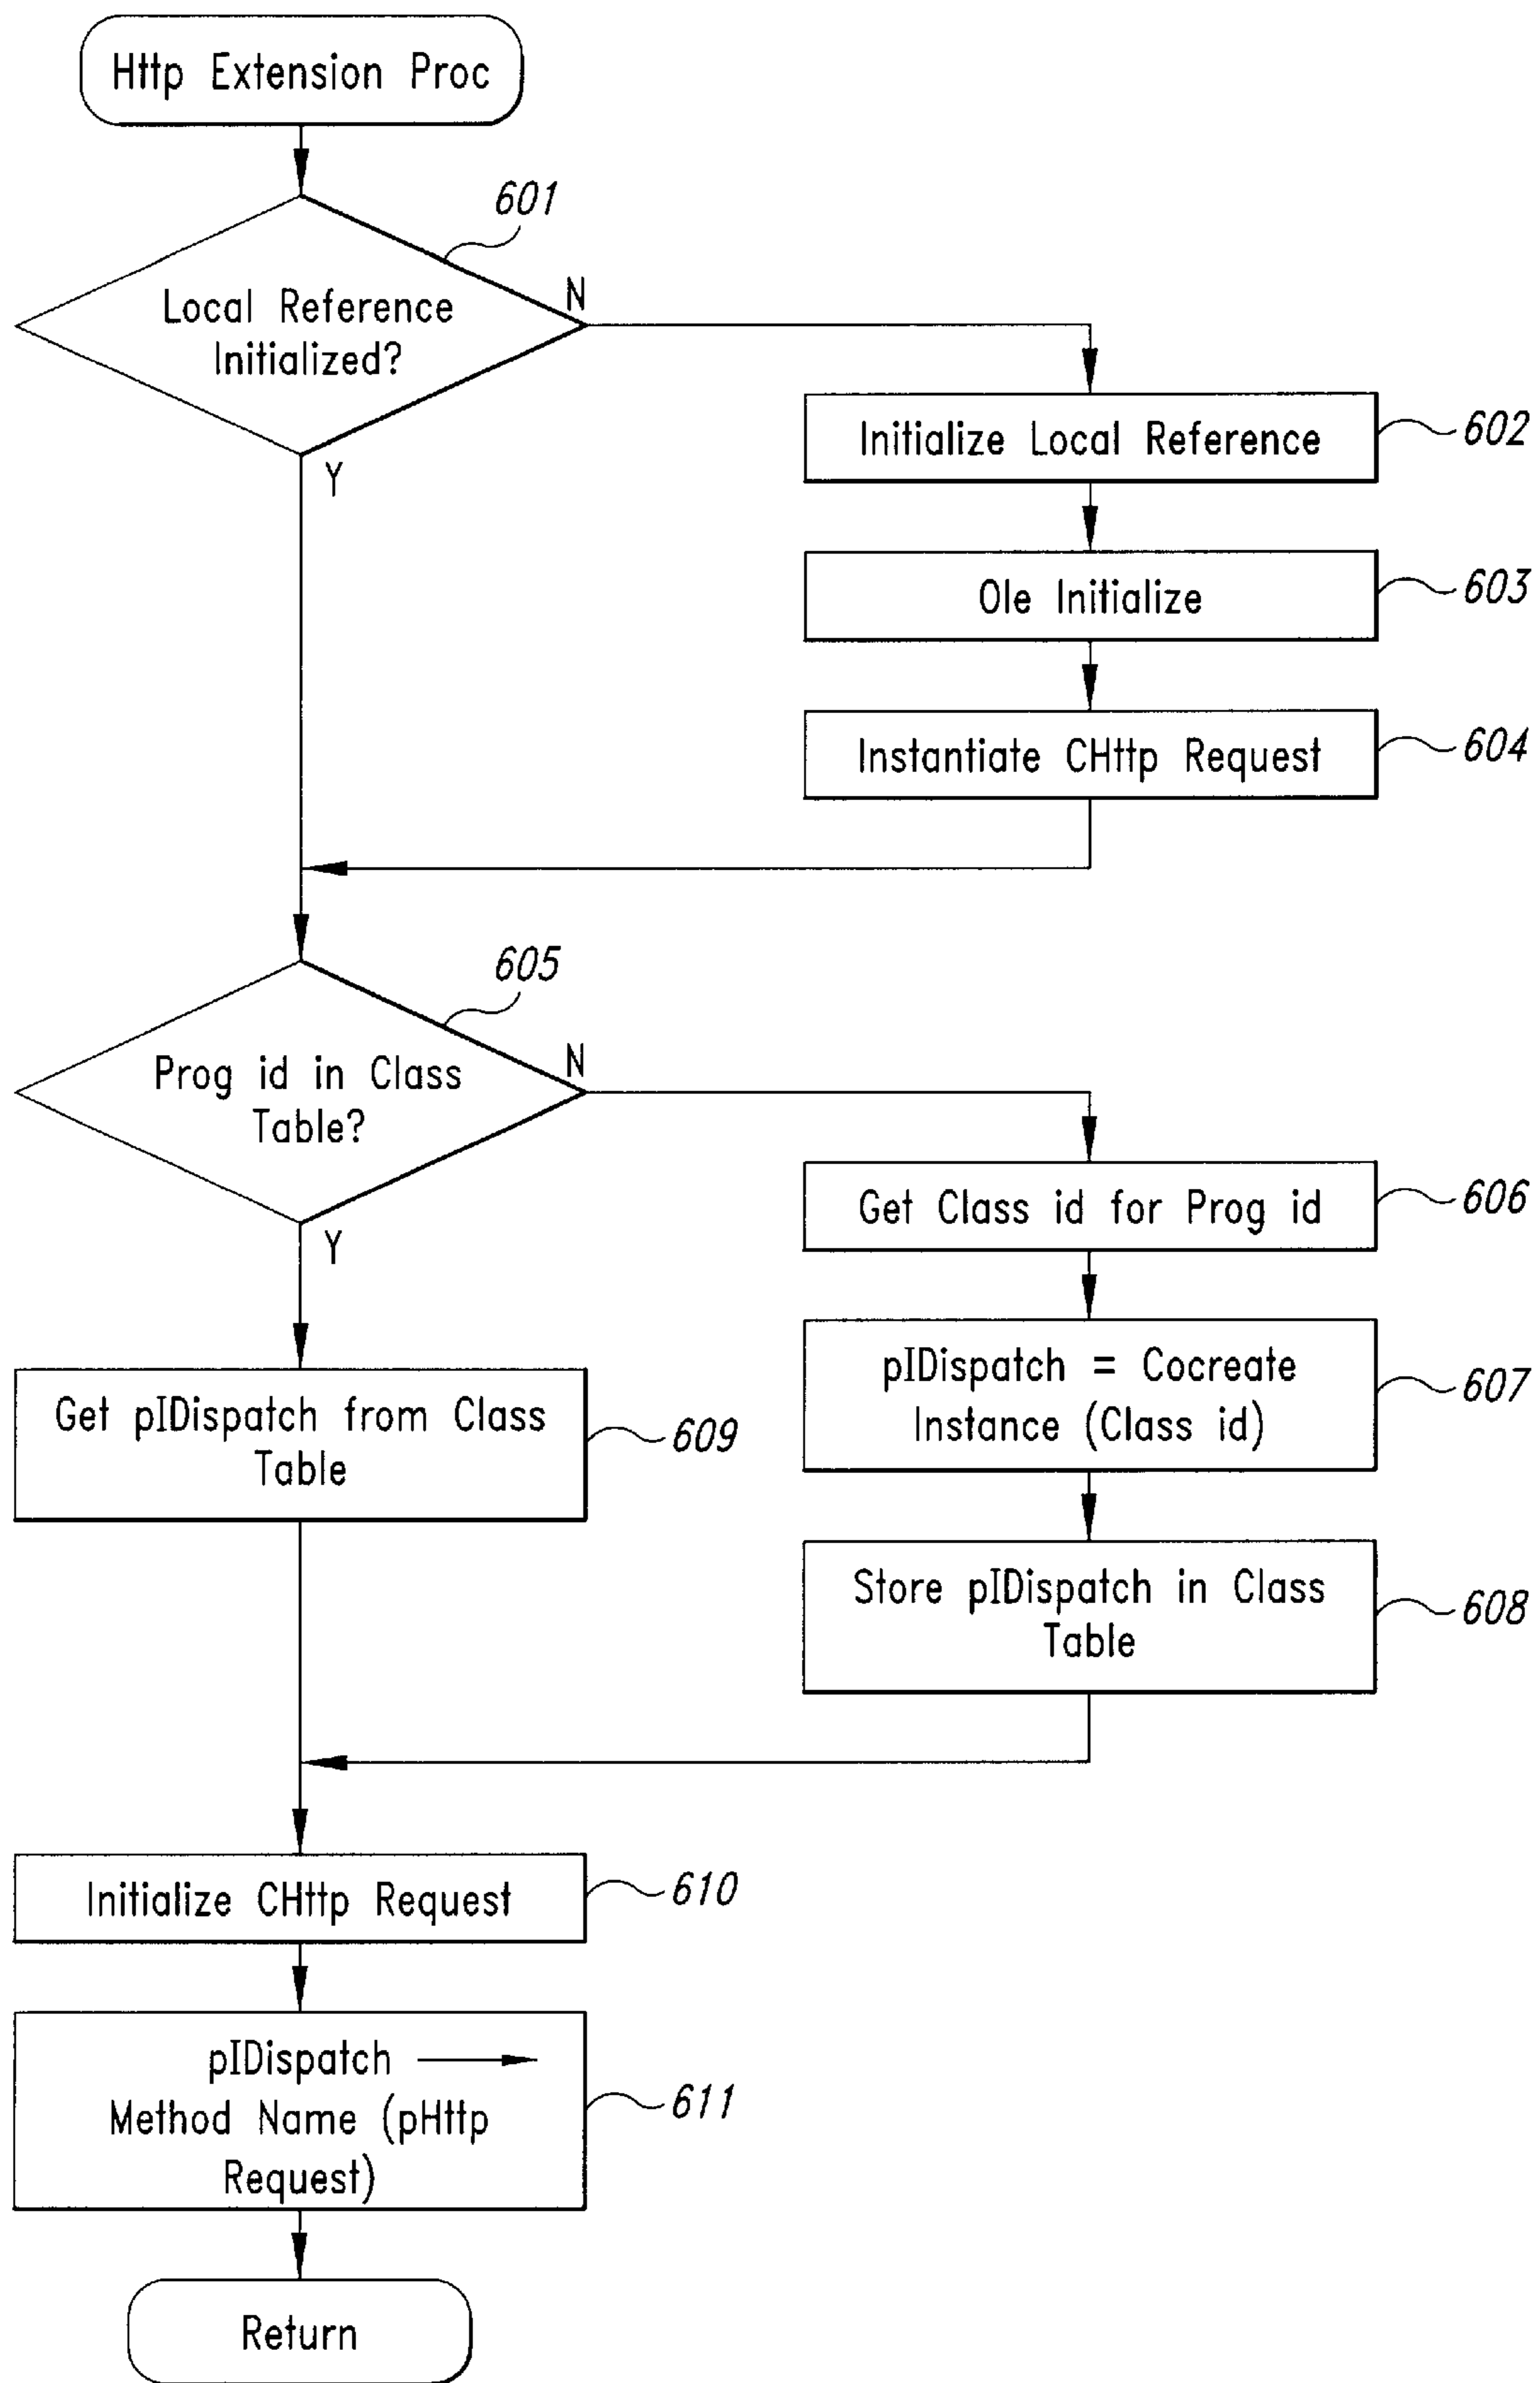 Http Extension Proc
601
Local Reference
Initialized?
N
Y
Initialize Local Reference
602
Ole Initialize
603
Instantiate CHttp Request
604
605
Prog id in Class
Table?
N
Y
Get Class id for Prog id
606
pIDispatch = Cocreate
Instance (Class id)
607
Get pIDispatch from Class
Table
609
Store pIDispatch in Class
Table
608
Initialize CHttp Request
610
pIDispatch →
Method Name (pHttp
Request)
611
Return